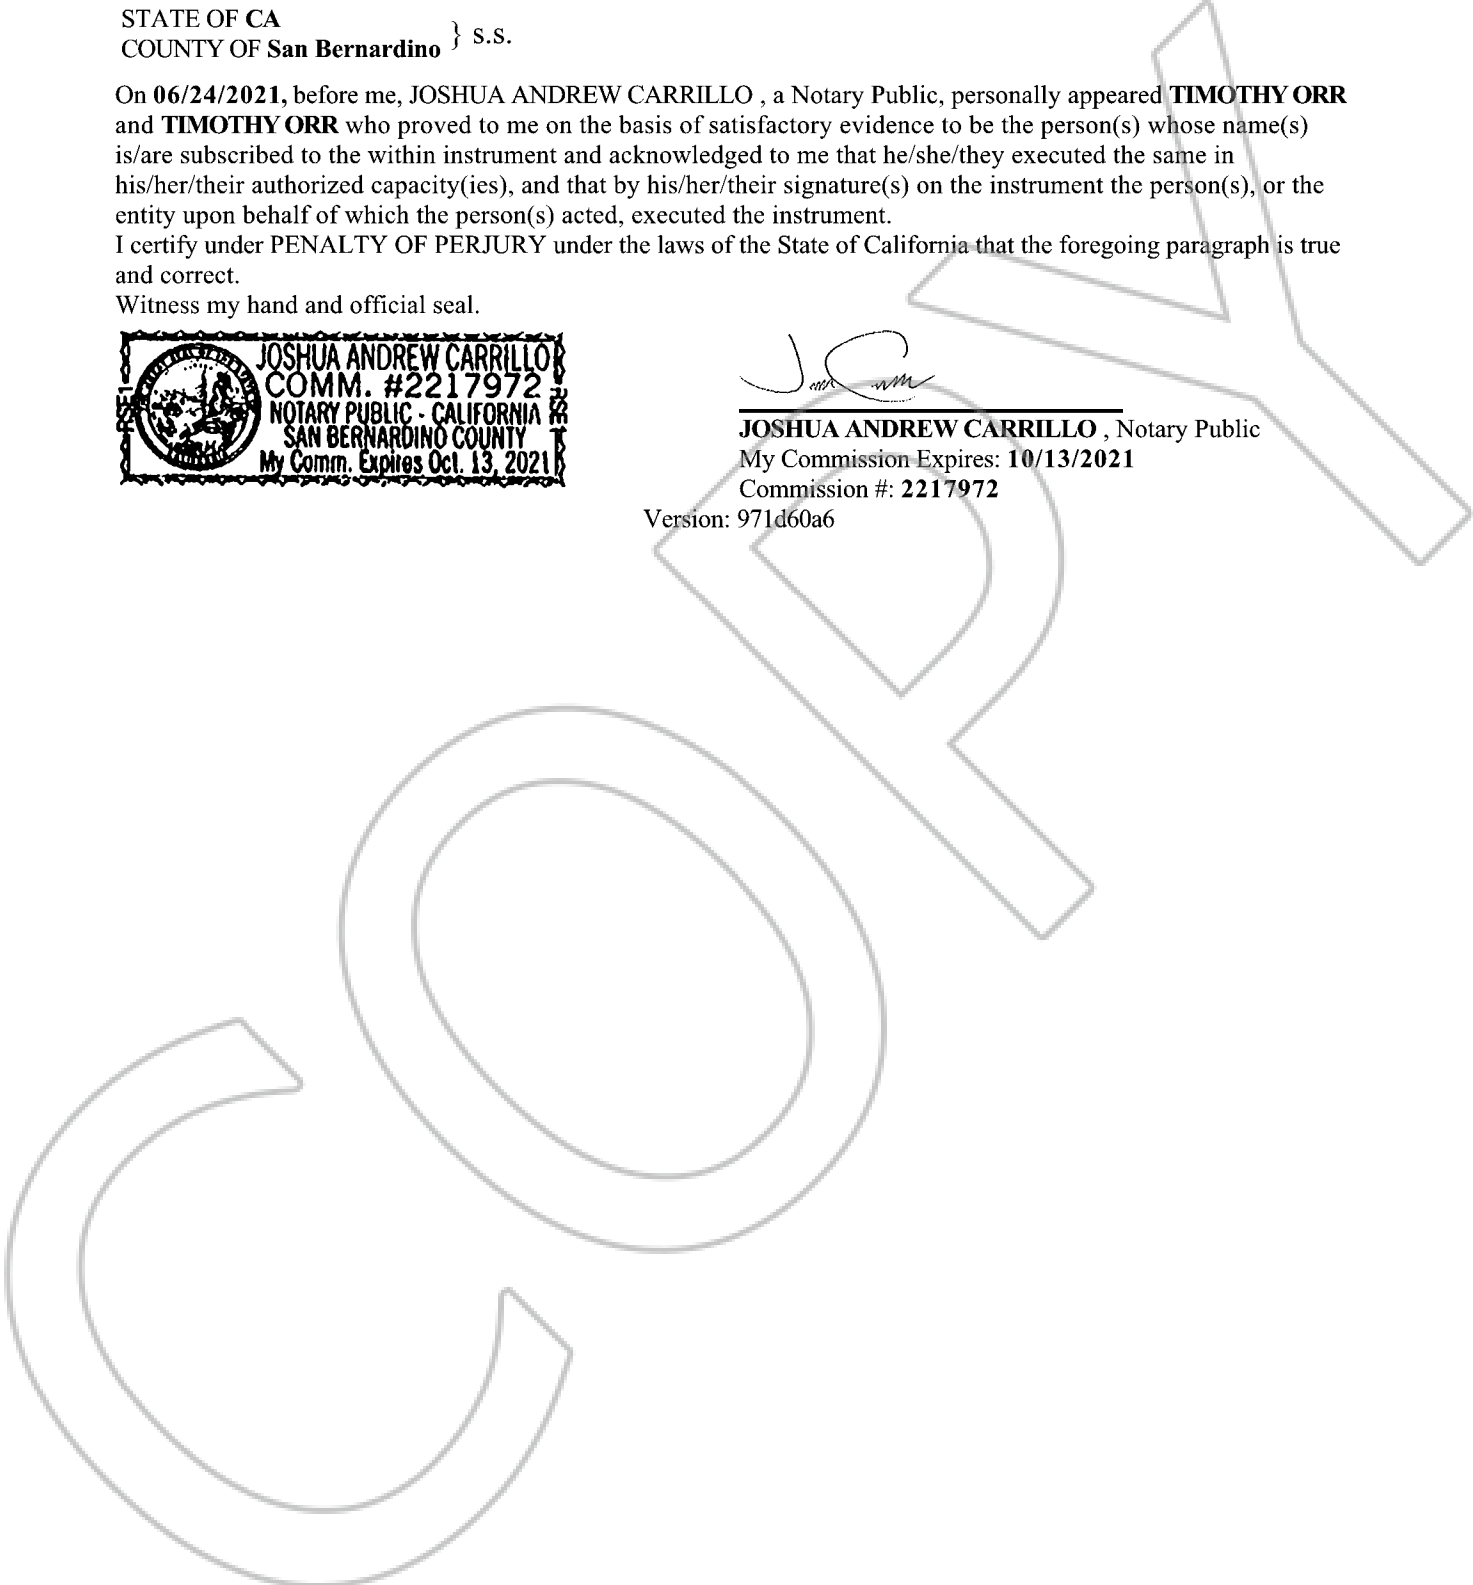 STATE OF CA
COUNTY OF San Bernardino } s.s.
On 06/24/2021, before me, JOSHUA ANDREW CARRILLO , a Notary Public, personally appeared TIMOTHY ORR
and TIMOTHY ORR who proved to me on the basis of satisfactory evidence to be the person(s) whose name(s)
is/are subscribed to the within instrument and acknowledged to me that he/she/they executed the same in
his/her/their authorized capacity(ies), and that by his/her/their signature(s) on the instrument the person(s), or the
entity upon behalf of which the person(s) acted, executed the instrument.
I certify under PENALTY OF PERJURY under the laws of the State of California that the foregoing paragraph is true
and correct.
Witness my hand and official seal.
JOSHUA ANDREW CARRILLO
COMM. #2217972
NOTARY PUBLIC - CALIFORNIA
SAN BERNARDINO COUNTY
My Comm. Expires Oct. 13, 2021
JOSHUA ANDREW CARRILLO , Notary Public
My Commission Expires: 10/13/2021
Commission #: 2217972
Version: 971d60a6
COPY